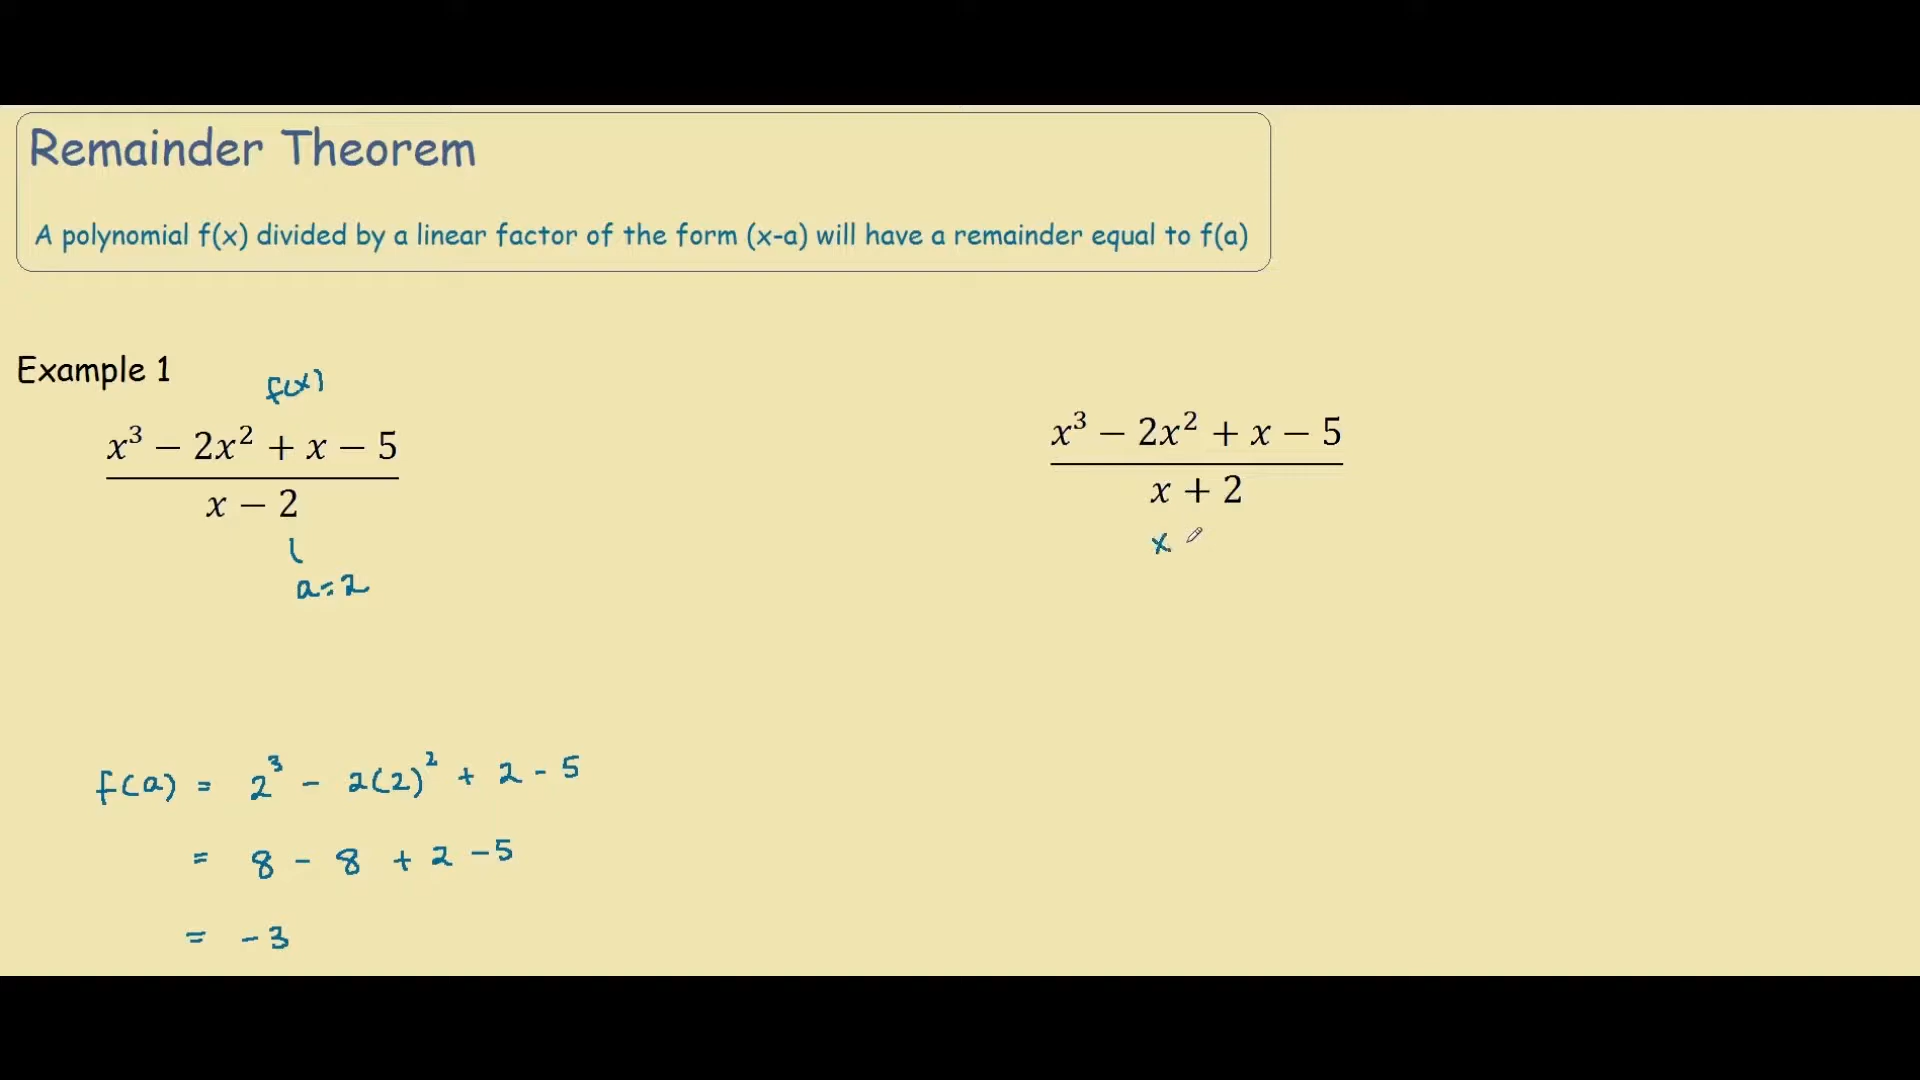 Remainder Theorem
A polynomial f(x) divided by a linear factor of the form (x-a) will have a remainder equal to f(a)
Example 1
f(x)
x³ − 2x² + x − 5
x − 2
a = 2
f(a) = 2³ - 2(2)² + 2 - 5
= 8 - 8 + 2 - 5
= -3
x³ − 2x² + x − 5
x + 2
x